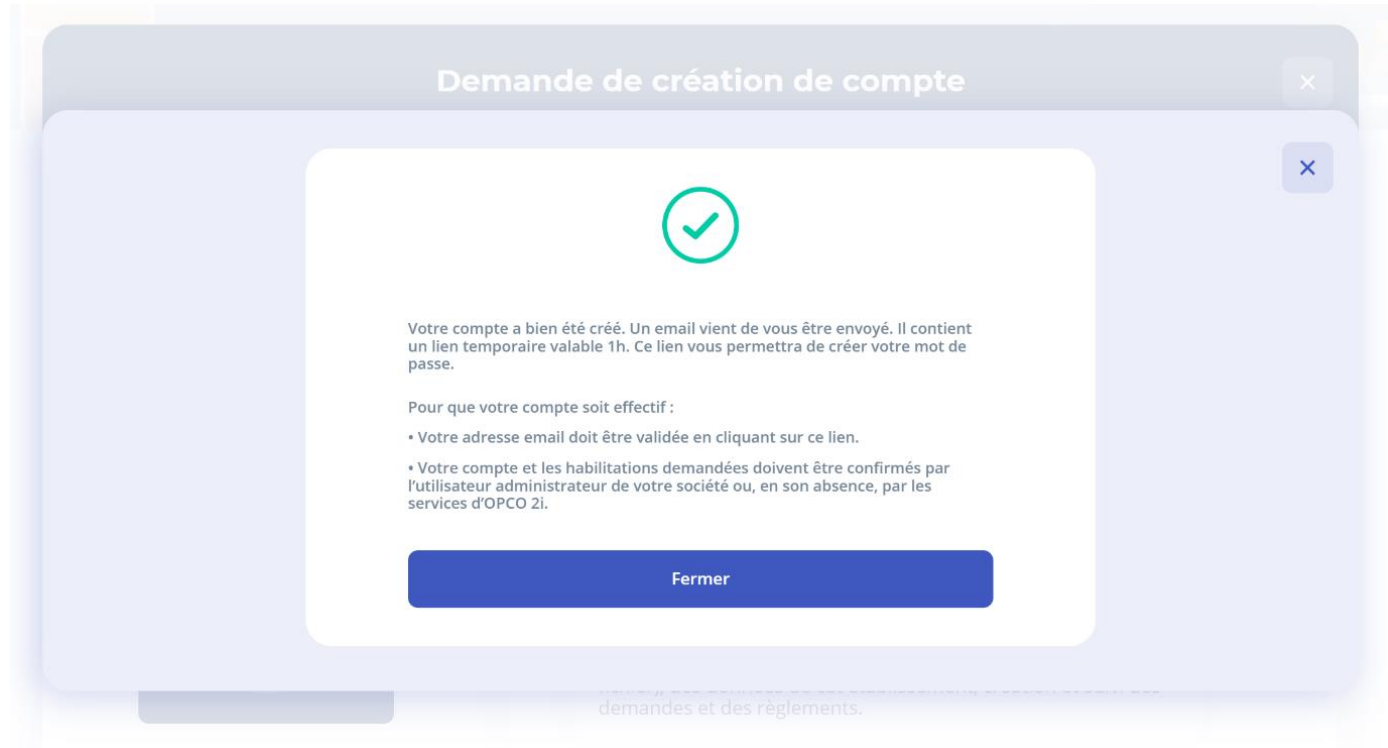 Demande de création de compte
Votre compte a bien été créé. Un email vient de vous être envoyé. Il contient
un lien temporaire valable 1h. Ce lien vous permettra de créer votre mot de
passe.
Pour que votre compte soit effectif :
• Votre adresse email doit être validée en cliquant sur ce lien.
• Votre compte et les habilitations demandées doivent être confirmés par
l’utilisateur administrateur de votre société ou, en son absence, par les
services d’OPCO 2i.
Fermer
demandes et des règlements.